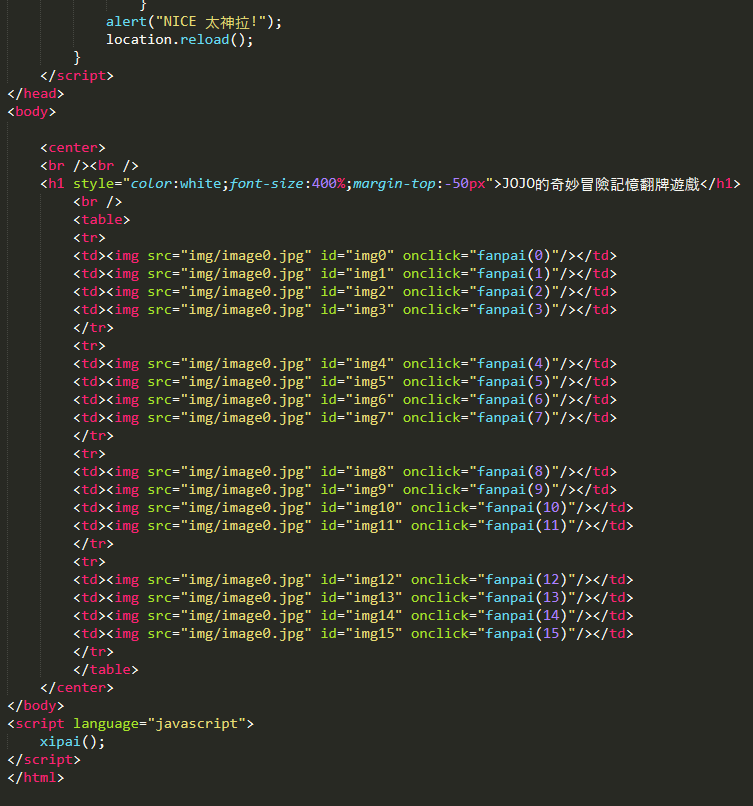 }
alert("NICE 太神拉!");
location.reload();
}
</script>
</head>
<body>
<center>
<br /><br />
<h1 style="color:white;font-size:400%;margin-top:-50px">JOJO的奇妙冒險記憶翻牌遊戲</h1>
<br />
<table>
<tr>
<td><img src="img/image0.jpg" id="img0" onclick="fanpai(0)"/></td>
<td><img src="img/image0.jpg" id="img1" onclick="fanpai(1)"/></td>
<td><img src="img/image0.jpg" id="img2" onclick="fanpai(2)"/></td>
<td><img src="img/image0.jpg" id="img3" onclick="fanpai(3)"/></td>
</tr>
<tr>
<td><img src="img/image0.jpg" id="img4" onclick="fanpai(4)"/></td>
<td><img src="img/image0.jpg" id="img5" onclick="fanpai(5)"/></td>
<td><img src="img/image0.jpg" id="img6" onclick="fanpai(6)"/></td>
<td><img src="img/image0.jpg" id="img7" onclick="fanpai(7)"/></td>
</tr>
<tr>
<td><img src="img/image0.jpg" id="img8" onclick="fanpai(8)"/></td>
<td><img src="img/image0.jpg" id="img9" onclick="fanpai(9)"/></td>
<td><img src="img/image0.jpg" id="img10" onclick="fanpai(10)"/></td>
<td><img src="img/image0.jpg" id="img11" onclick="fanpai(11)"/></td>
</tr>
<tr>
<td><img src="img/image0.jpg" id="img12" onclick="fanpai(12)"/></td>
<td><img src="img/image0.jpg" id="img13" onclick="fanpai(13)"/></td>
<td><img src="img/image0.jpg" id="img14" onclick="fanpai(14)"/></td>
<td><img src="img/image0.jpg" id="img15" onclick="fanpai(15)"/></td>
</tr>
</table>
</center>
</body>
<script language="javascript">
xipai();
</script>
</html>